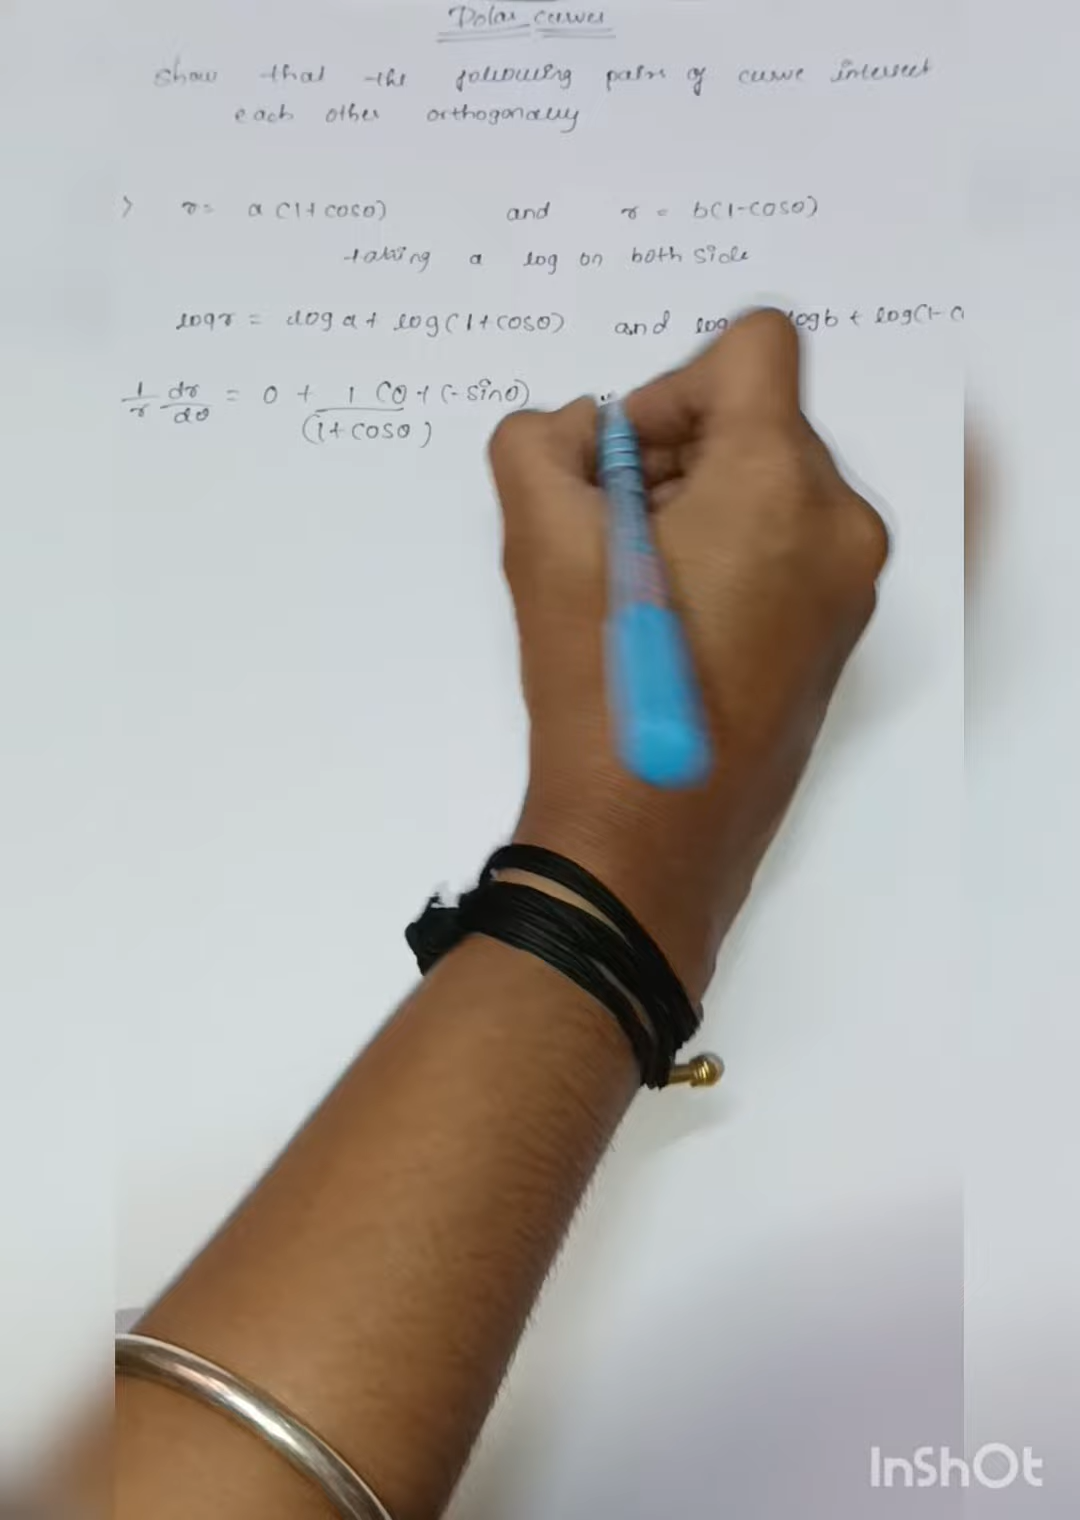 Polar curves
Show that the following pairs of curve intersect
each other orthogonally
> r = a (1+cosθ) and r = b(1-cosθ)
taking a log on both side
logr = log a + log(1+cosθ) and log logb + log(1-c
1/r dr/dθ = 0 + 1/(1+cosθ) (0+(-sinθ)
InShOt